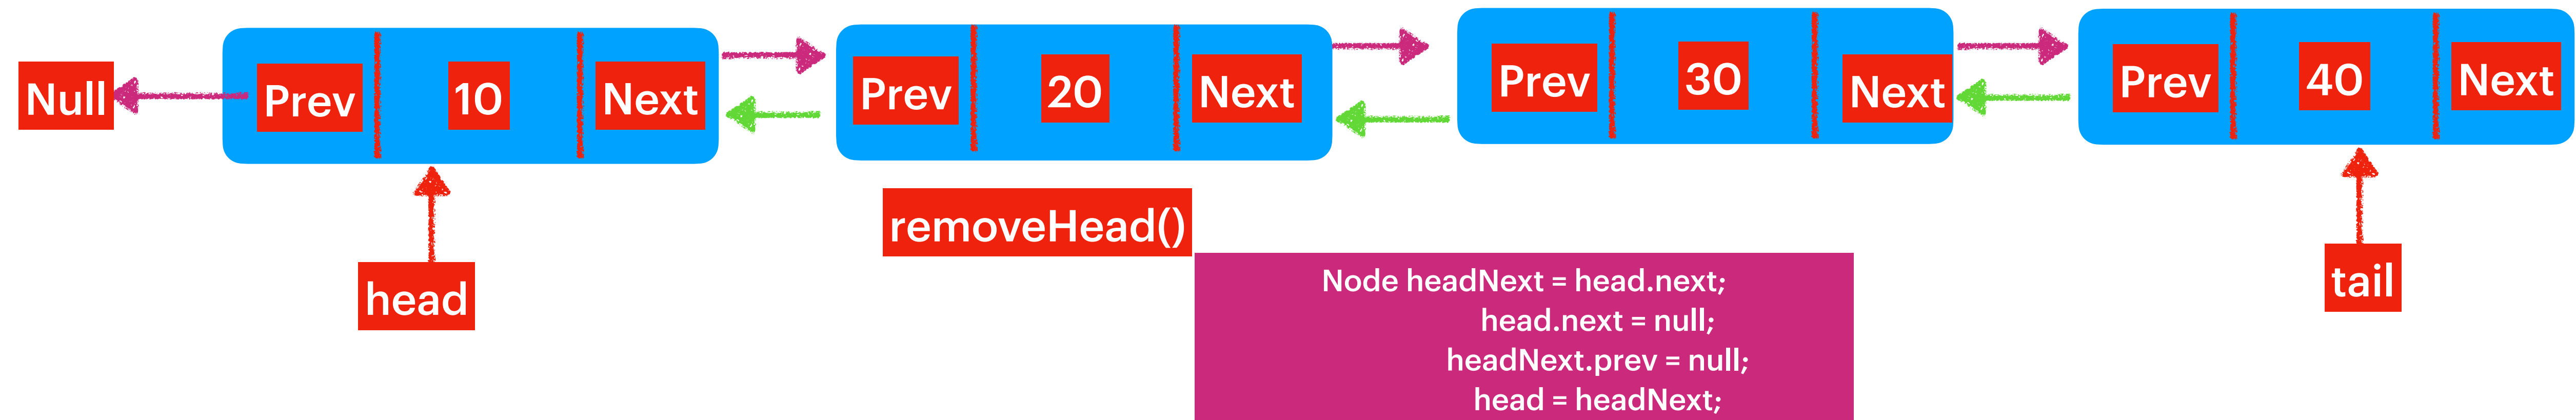 Null
Prev 10 Next
Prev 20 Next
Prev 30 Next
Prev 40 Next
removeHead()
head
tail
Node headNext = head.next;
head.next = null;
headNext.prev = null;
head = headNext;